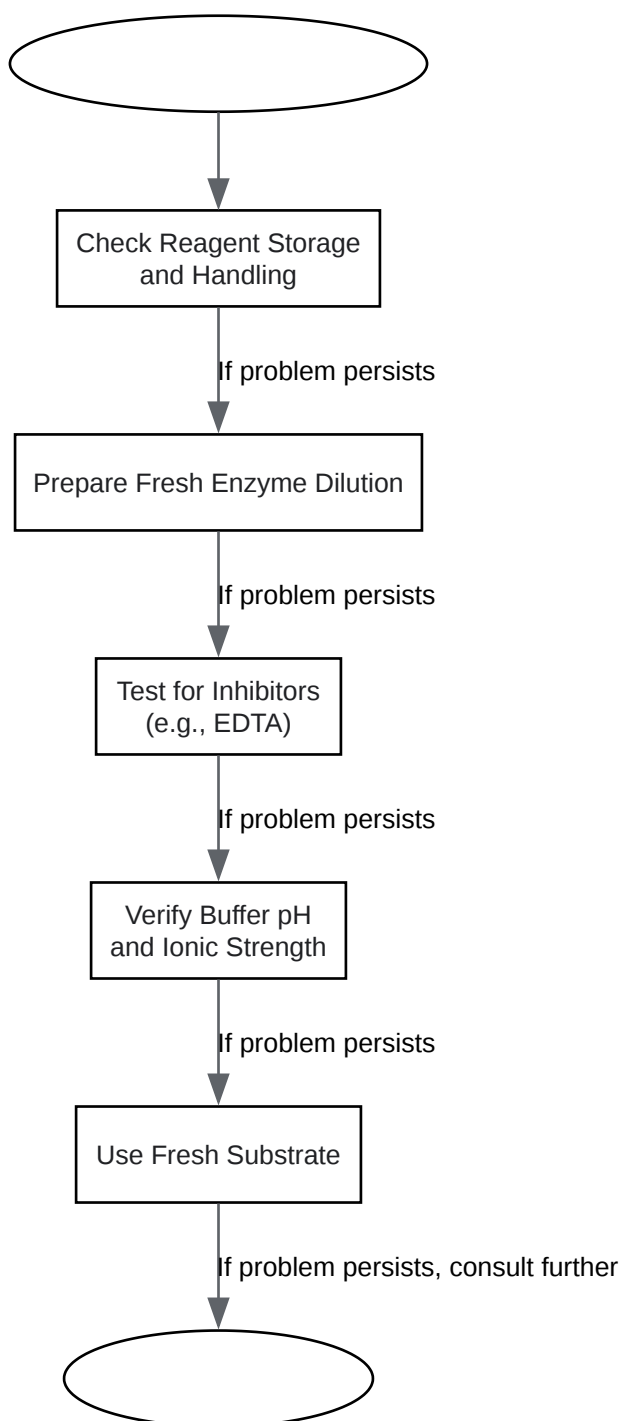 Check Reagent Storage
and Handling
If problem persists
Prepare Fresh Enzyme Dilution
If problem persists
Test for Inhibitors
(e.g., EDTA)
If problem persists
Verify Buffer pH
and Ionic Strength
If problem persists
Use Fresh Substrate
If problem persists, consult further